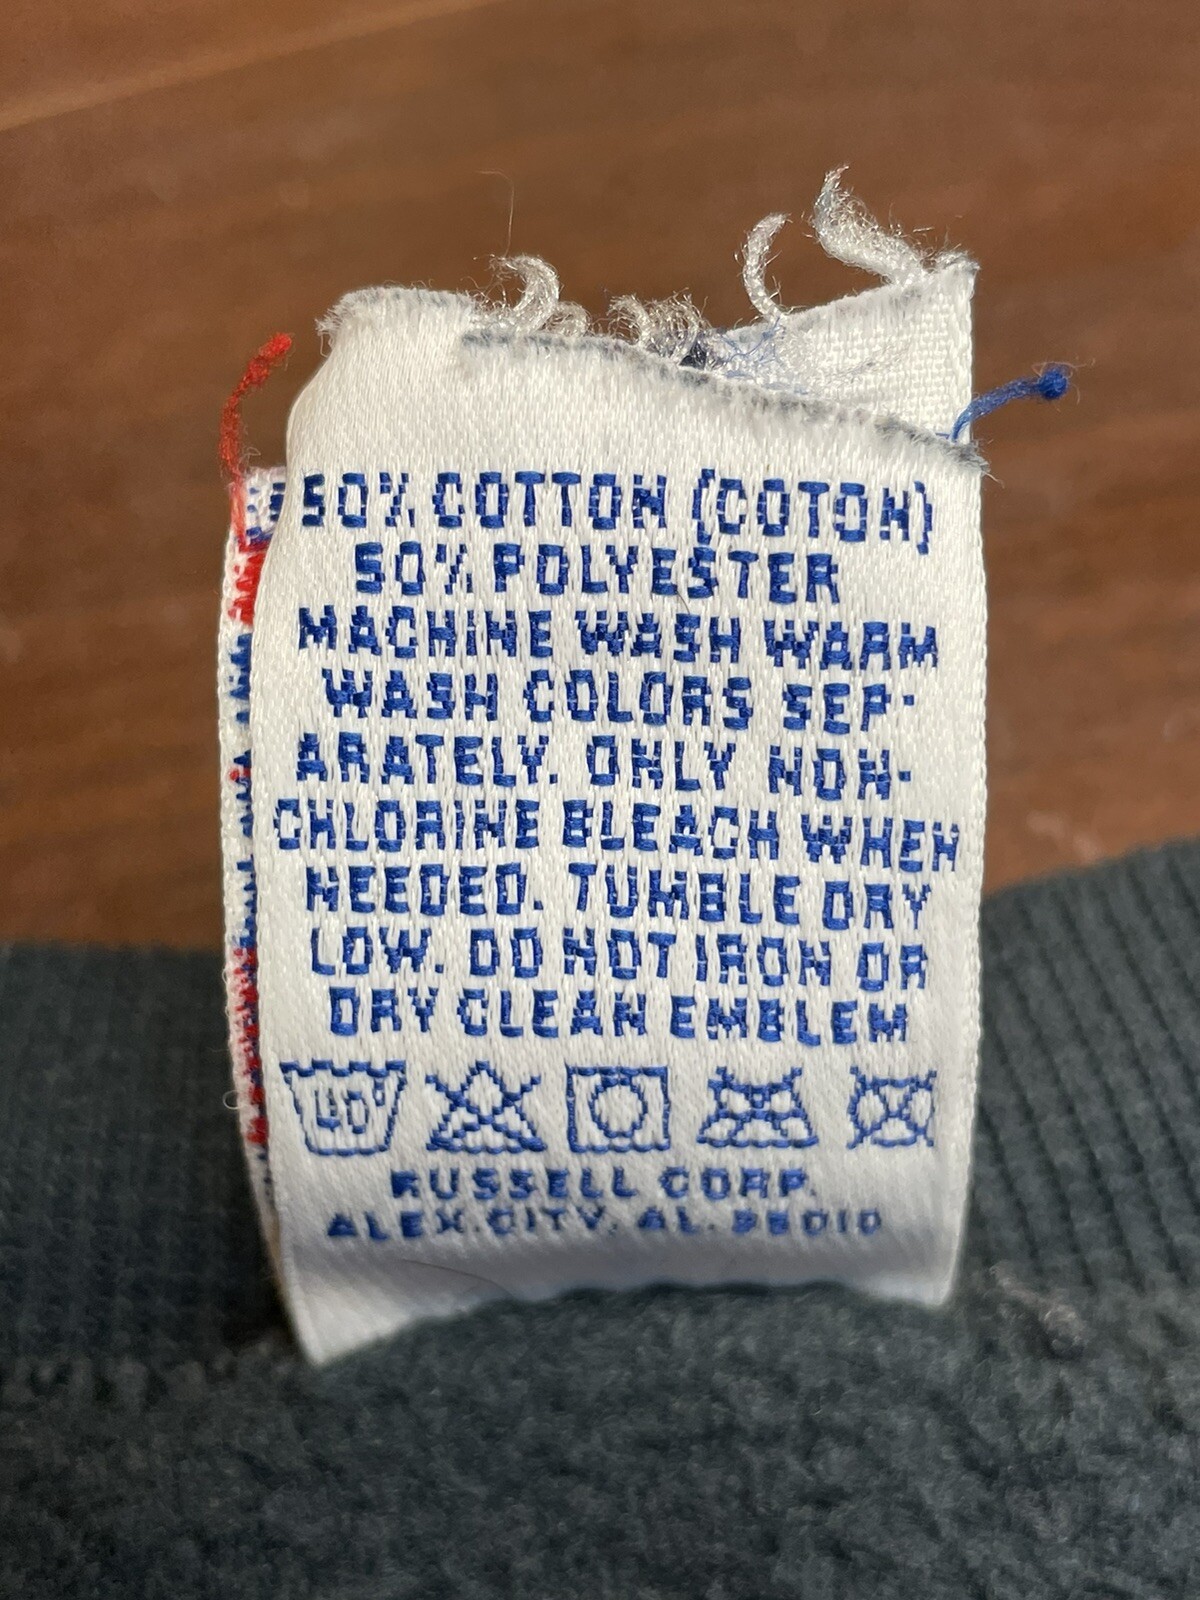 50% COTTON (COTON)
50% POLYESTER
MACHINE WASH WARM
WASH COLORS SEP-
ARATELY. ONLY NON-
CHLORINE BLEACH WHEN
NEEDED. TUMBLE DRY
LOW. DO NOT IRON OR
DRY CLEAN EMBLEM
40°
RUSSELL CORP.
ALEX. CITY, AL. 35010